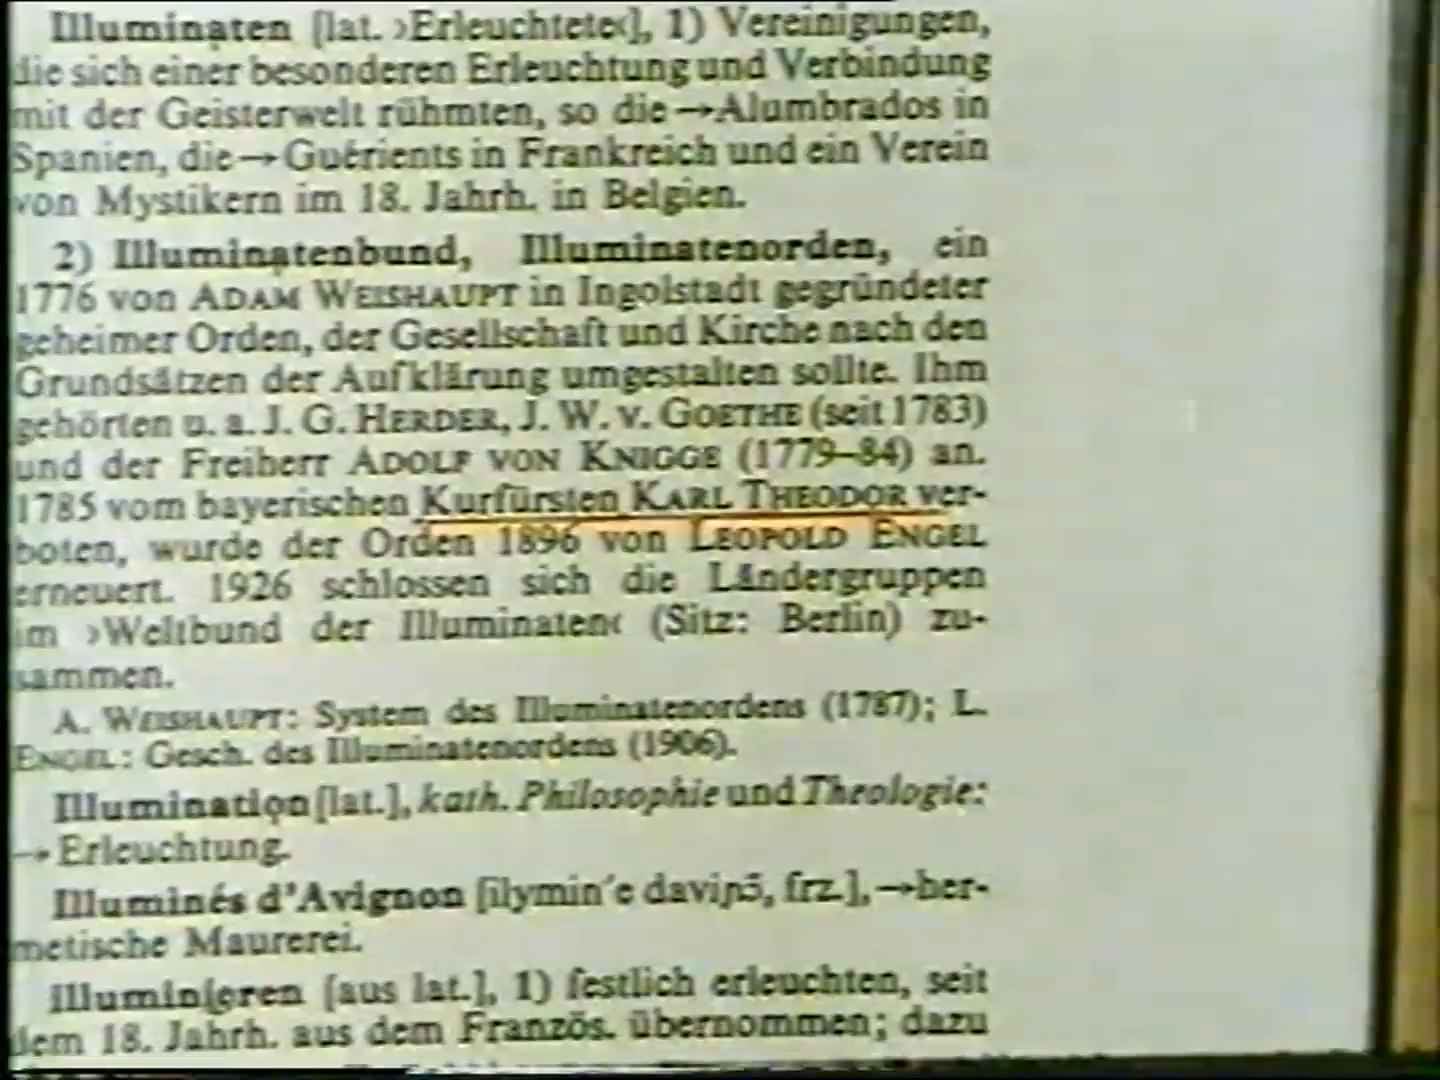 Illuminaten [lat. ›Erleuchtete‹], 1) Vereinigungen,
die sich einer besonderen Erleuchtung und Verbindung
mit der Geisterwelt rühmten, so die → Alumbrados in
Spanien, die → Guérients in Frankreich und ein Verein
von Mystikern im 18. Jahrh. in Belgien.
2) Illuminatenbund, Illuminatenorden, ein
1776 von ADAM WEISHAUPT in Ingolstadt gegründeter
geheimer Orden, der Gesellschaft und Kirche nach den
Grundsätzen der Aufklärung umgestalten sollte. Ihm
gehörten u. a. J. G. HERDER, J. W. v. GOETHE (seit 1783)
und der Freiherr ADOLF VON KNIGGE (1779–84) an.
1785 vom bayerischen Kurfürsten KARL THEODOR ver-
boten, wurde der Orden 1896 von LEOPOLD ENGEL
erneuert. 1926 schlossen sich die Ländergruppen
im ›Weltbund der Illuminaten‹ (Sitz: Berlin) zu-
sammen.
A. WEISHAUPT: System des Illuminatenordens (1787); L.
ENGEL: Gesch. des Illuminatenordens (1906).
Illumination [lat.], kath. Philosophie und Theologie:
→ Erleuchtung.
Illuminés d'Avignon [ilymin'e daviɲɔ̃, frz.], → her-
metische Maurerei.
illuminieren [aus lat.], 1) festlich erleuchten, seit
dem 18. Jahrh. aus dem Französ. übernommen; dazu